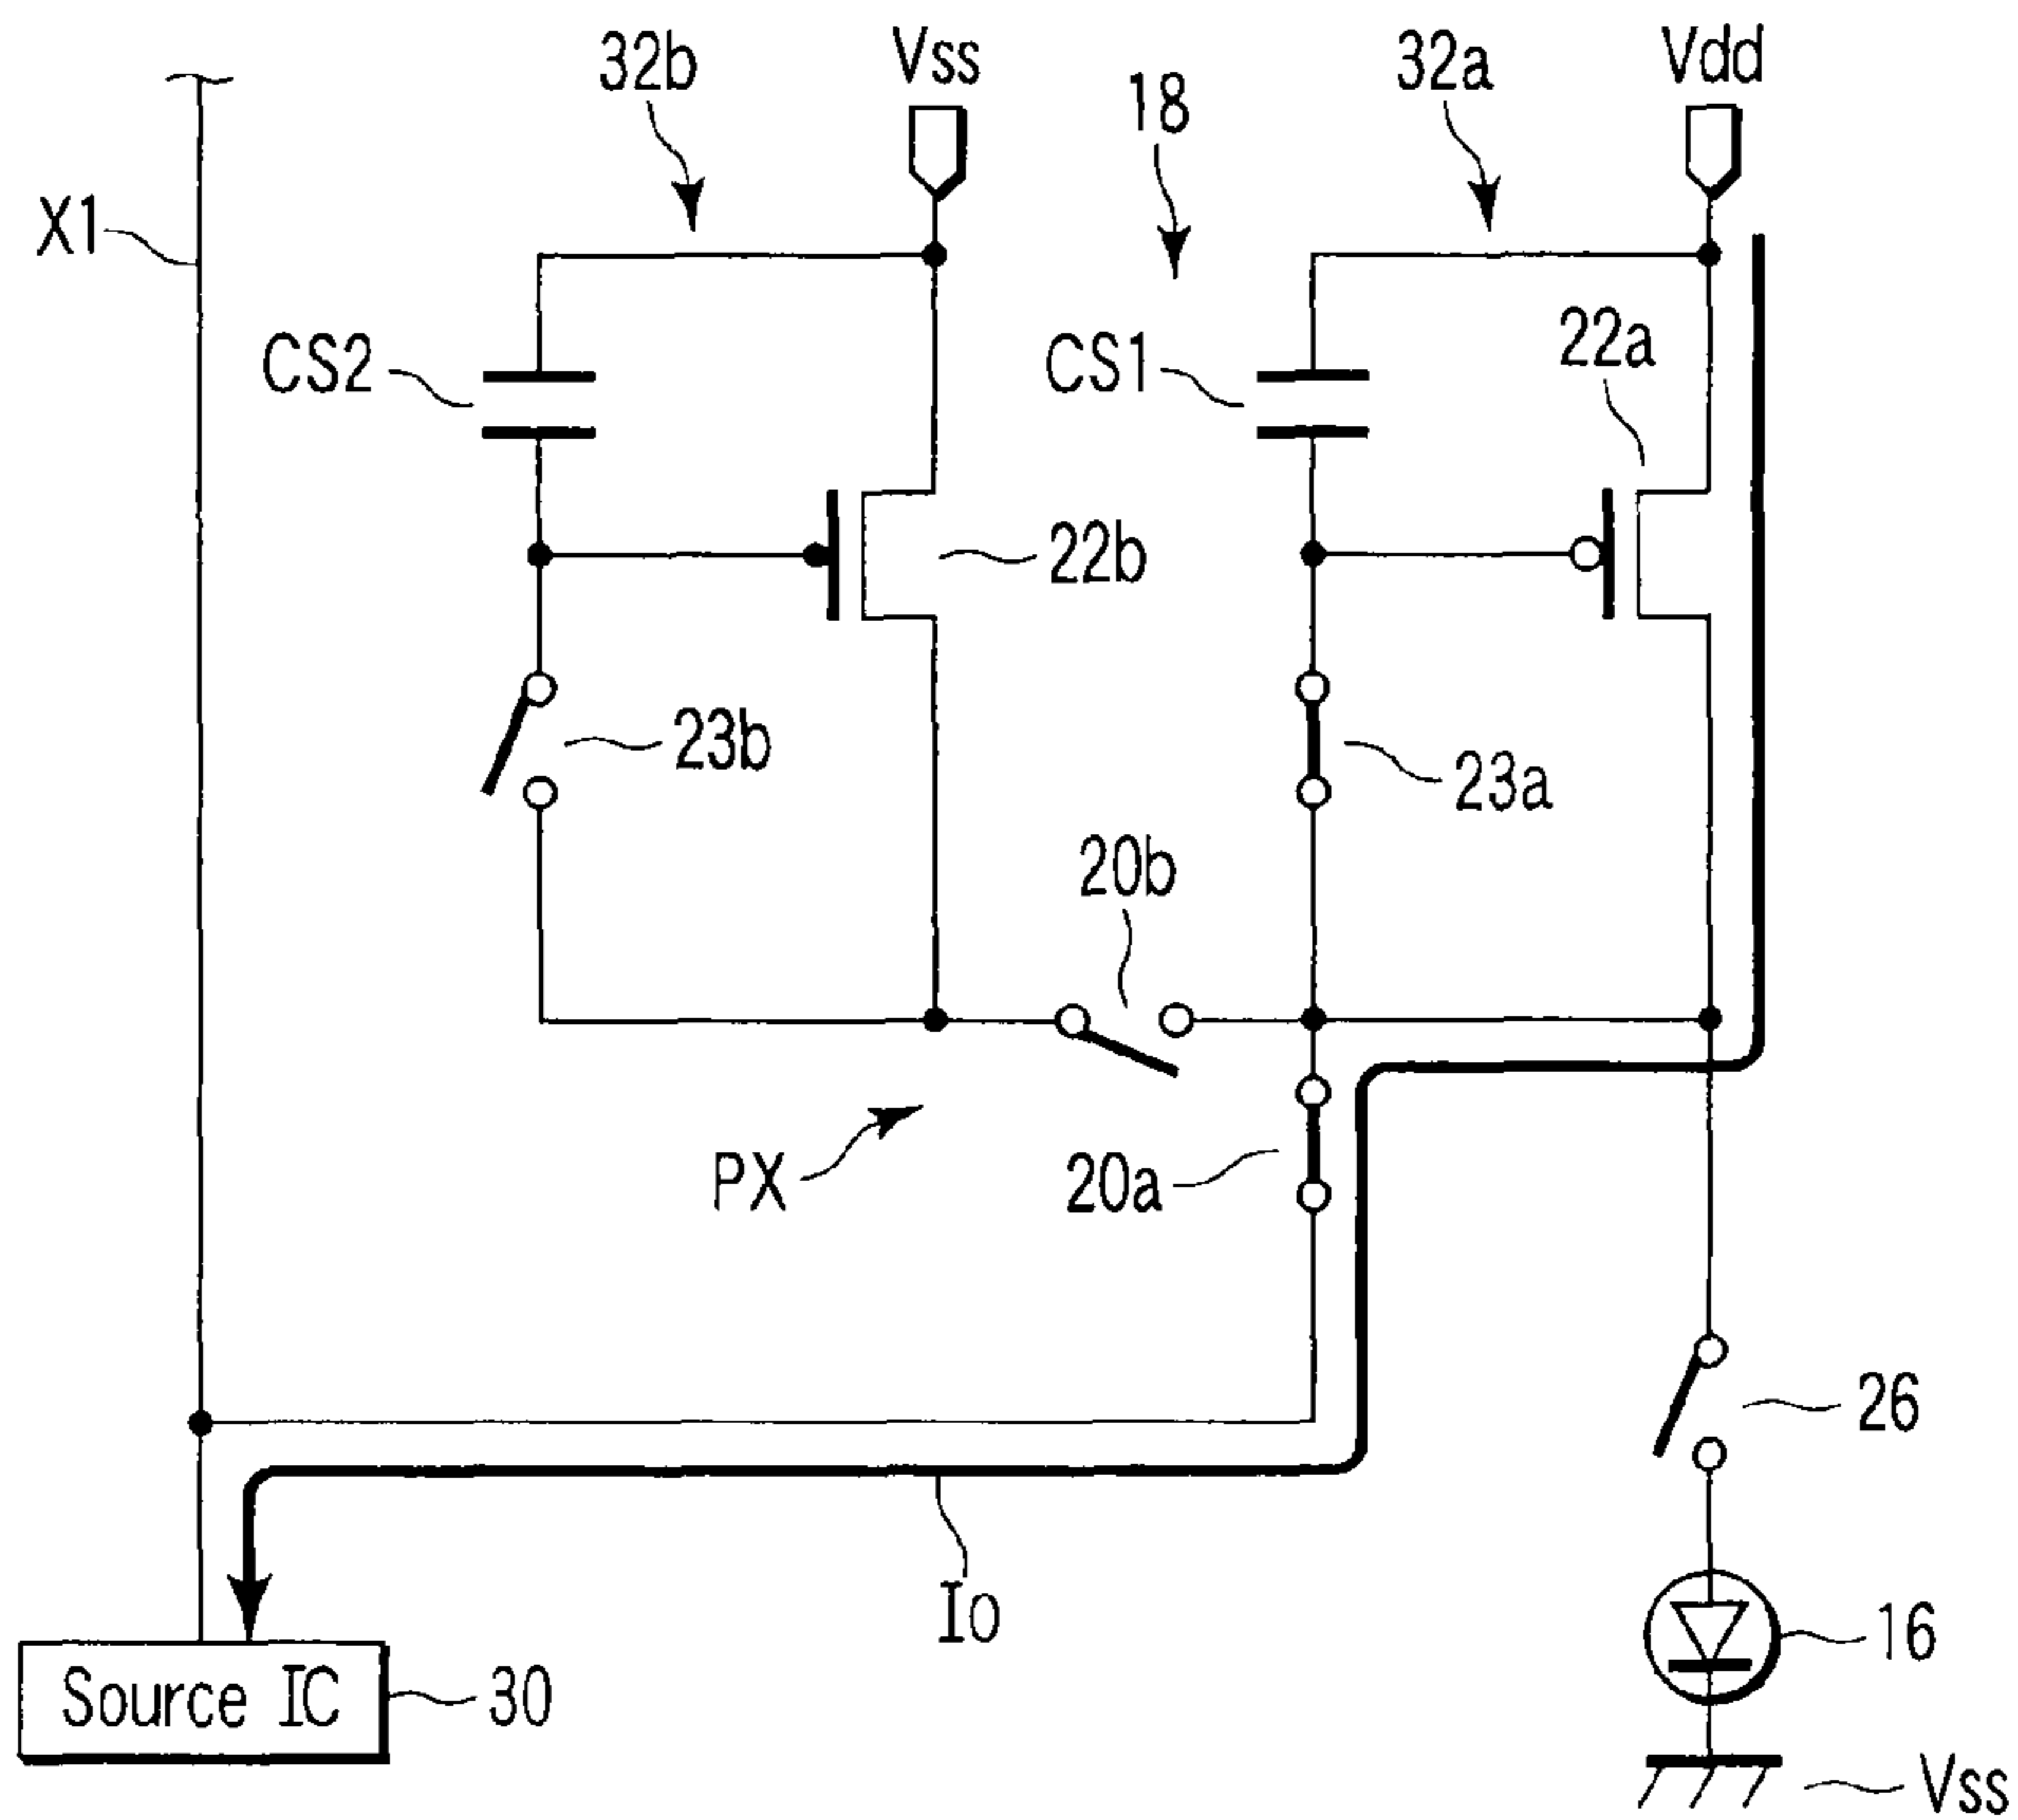 32b
Vss
18
32a
Vdd
X1
CS2
CS1
22a
22b
23b
23a
20b
PX
20a
26
Io
16
Source IC
30
Vss